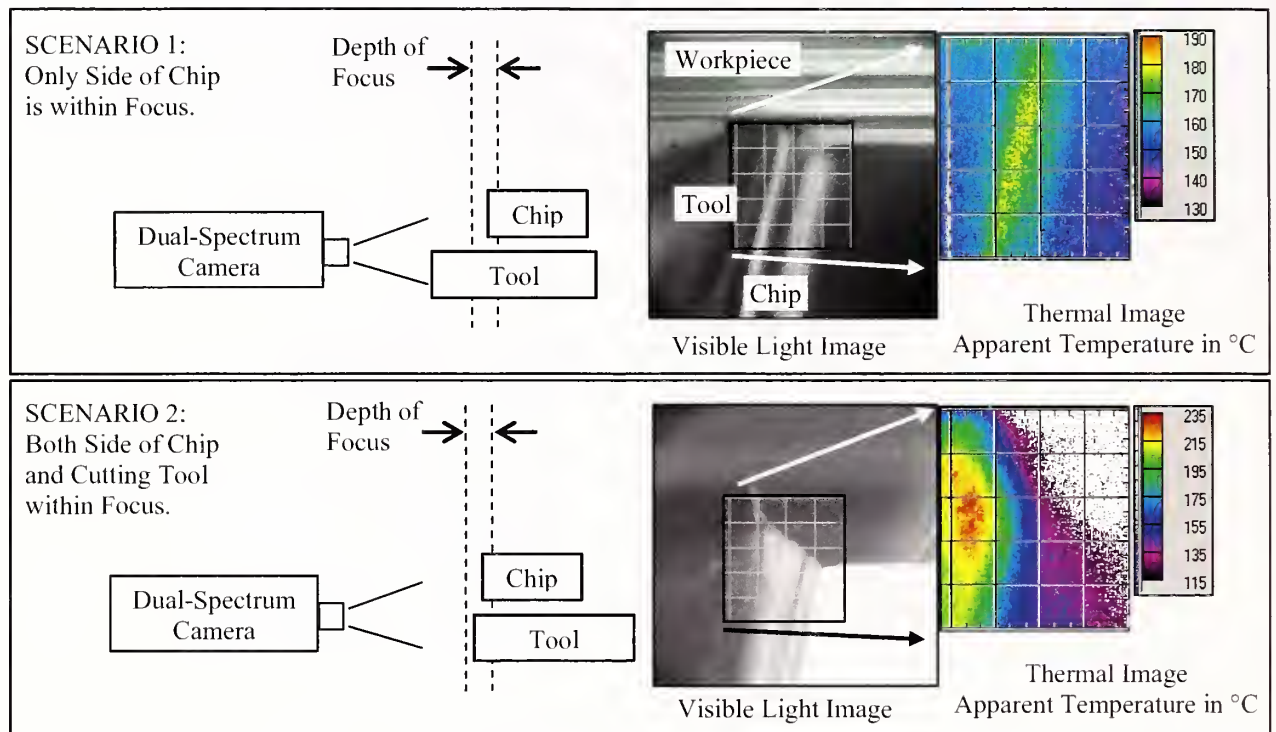 SCENARIO 1:
Only Side of Chip
is within Focus.
Depth of
Focus
Dual-Spectrum
Camera
Chip
Tool
Workpiece
Tool
Chip
Visible Light Image
190
180
170
160
150
140
130
Thermal Image
Apparent Temperature in °C
SCENARIO 2:
Both Side of Chip
and Cutting Tool
within Focus.
Depth of
Focus
Dual-Spectrum
Camera
Chip
Tool
Visible Light Image
235
215
195
175
155
135
115
Thermal Image
Apparent Temperature in °C